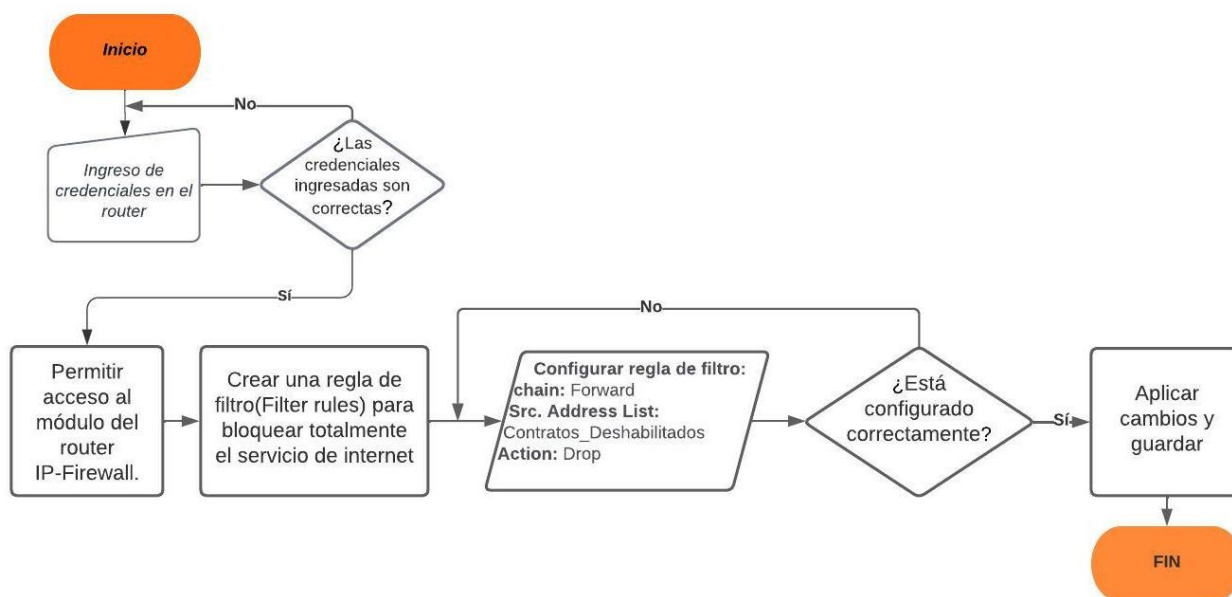 Inicio
No
¿Las
credenciales
ingresadas son
correctas?
Ingreso de
credenciales en el
router
Sí
No
Permitir
acceso al
módulo del
router
IP-Firewall.
Crear una regla de
filtro(Filter rules) para
bloquear totalmente
el servicio de internet
Configurar regla de filtro:
chain: Forward
Src. Address List:
Contratos_Deshabilitados
Action: Drop
¿Está
configurado
correctamente?
Sí
Aplicar
cambios y
guardar
FIN